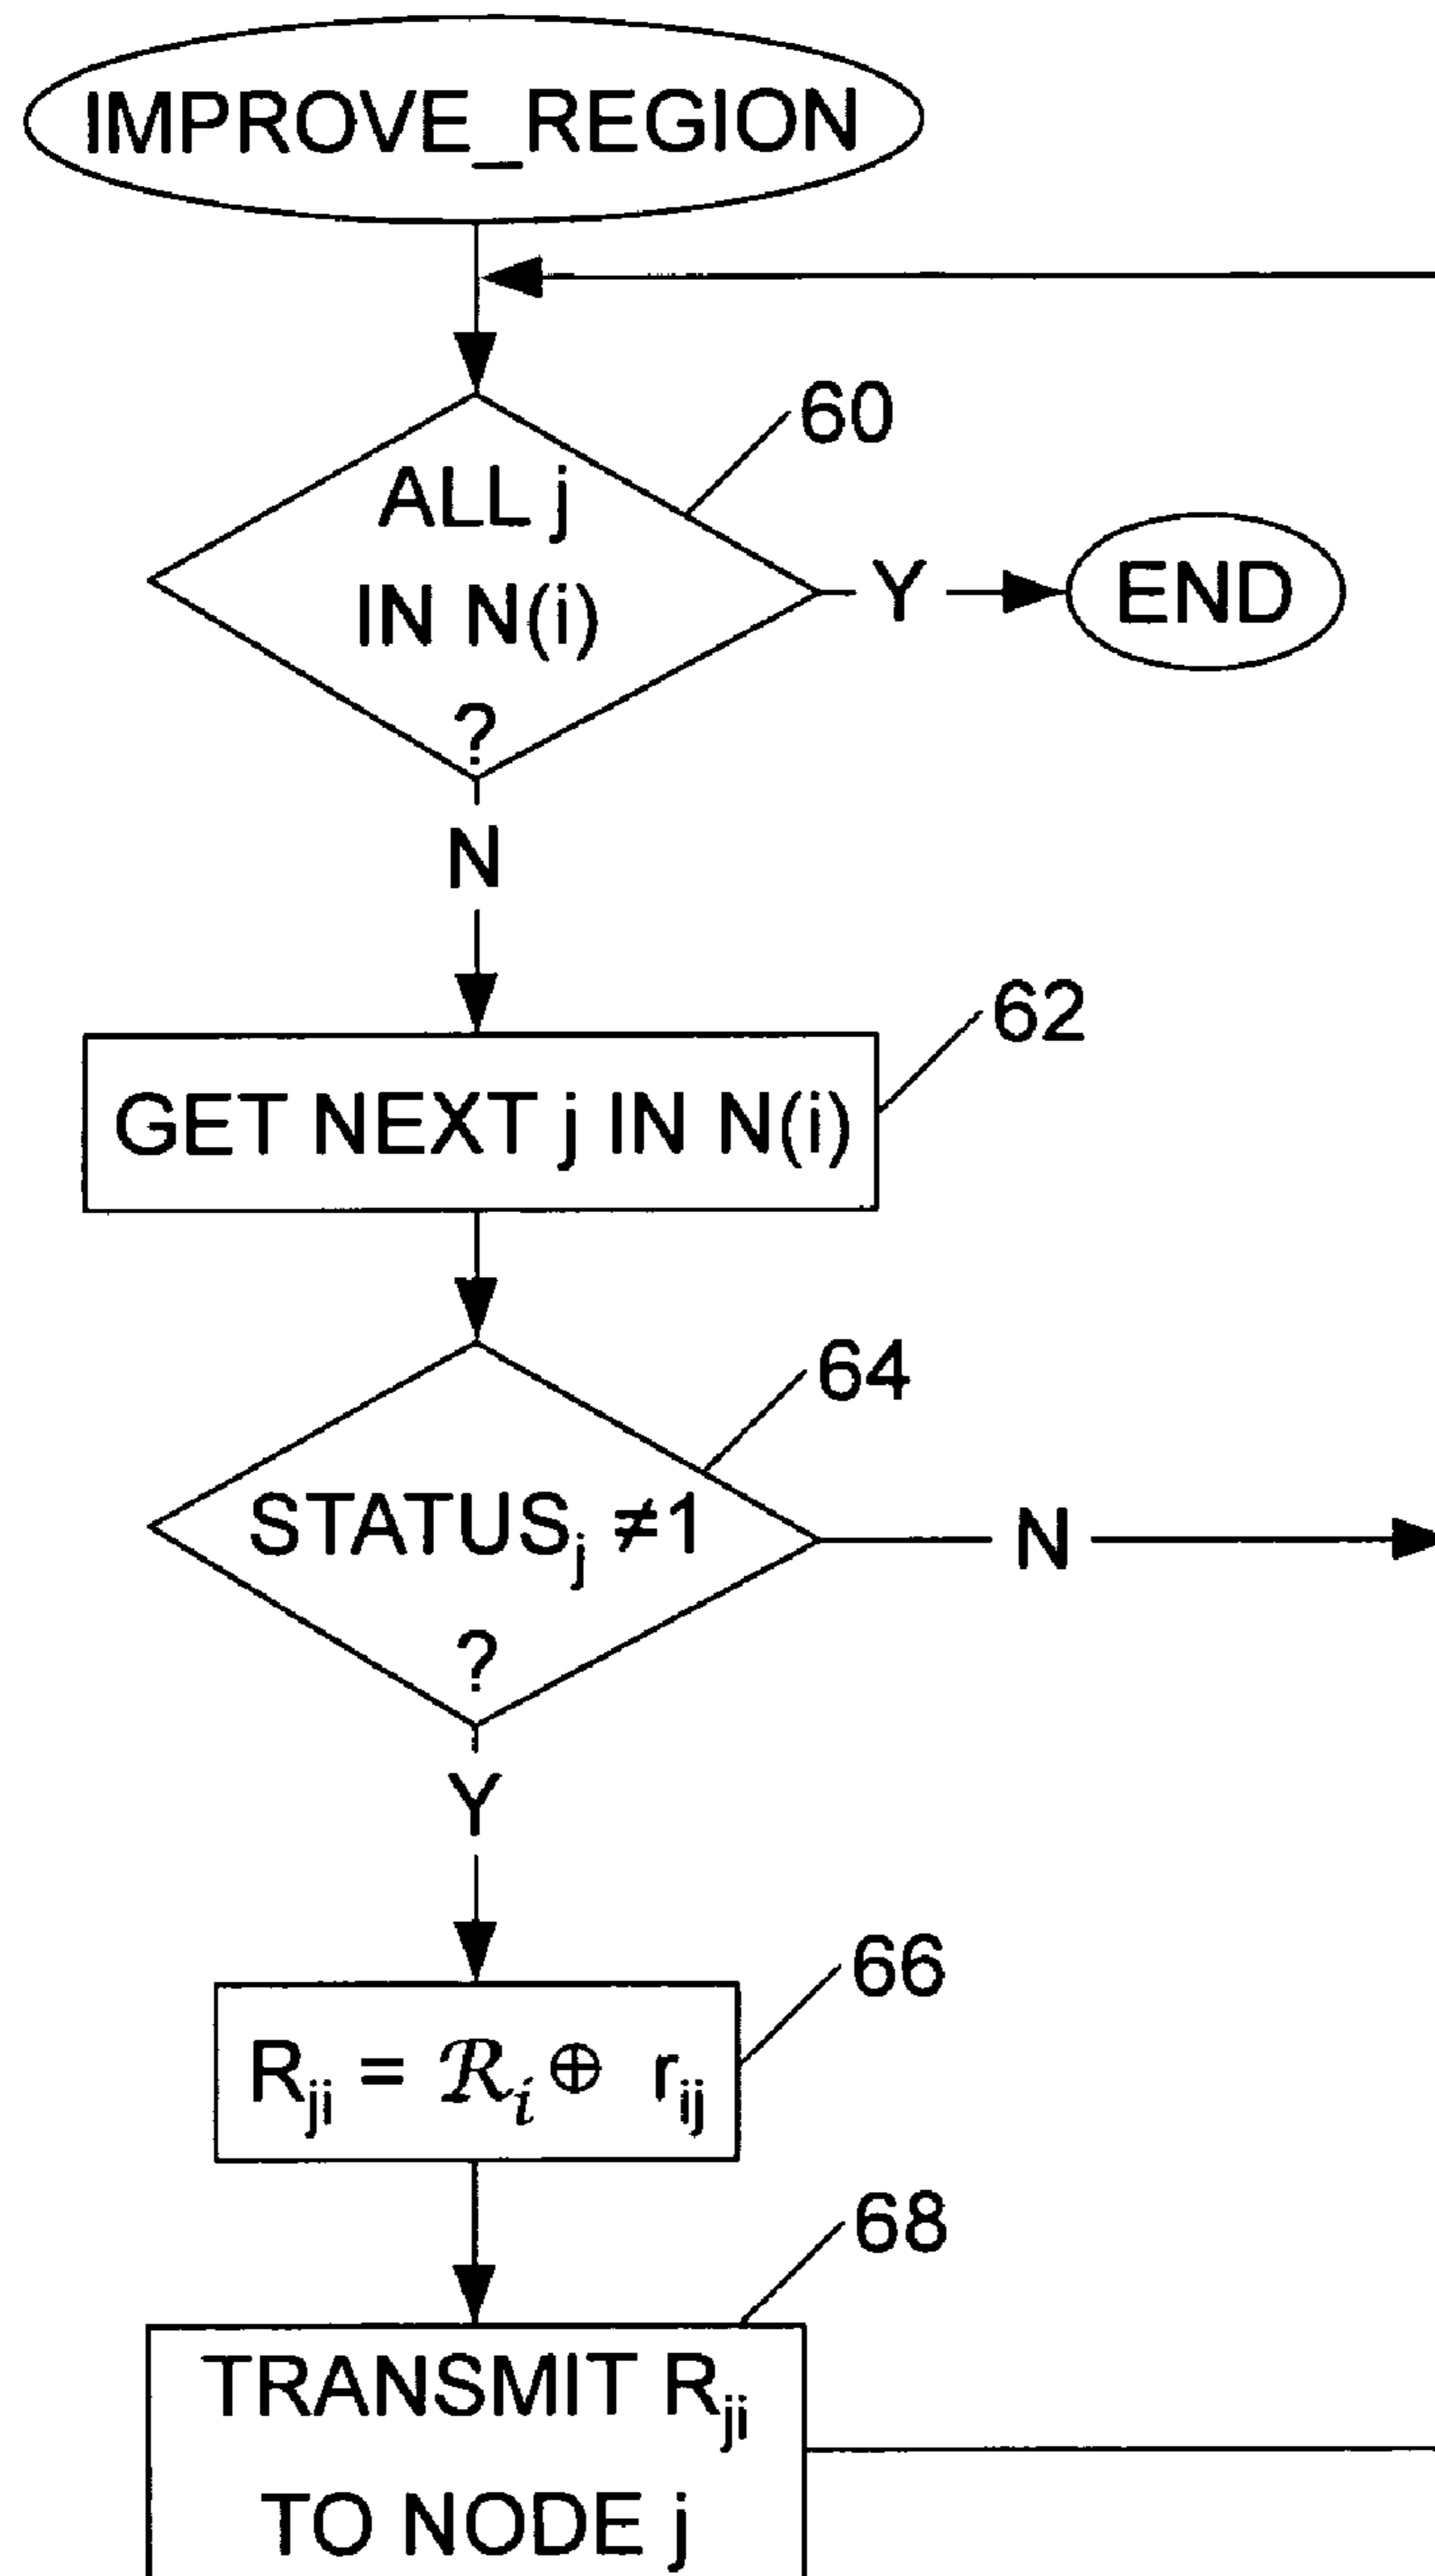 IMPROVE_REGION
60
ALL j
IN N(i)
?
Y
END
N
62
GET NEXT j IN N(i)
64
STATUSj ≠1
?
N
Y
66
Rji = ℛi ⊕ rij
68
TRANSMIT Rji
TO NODE j